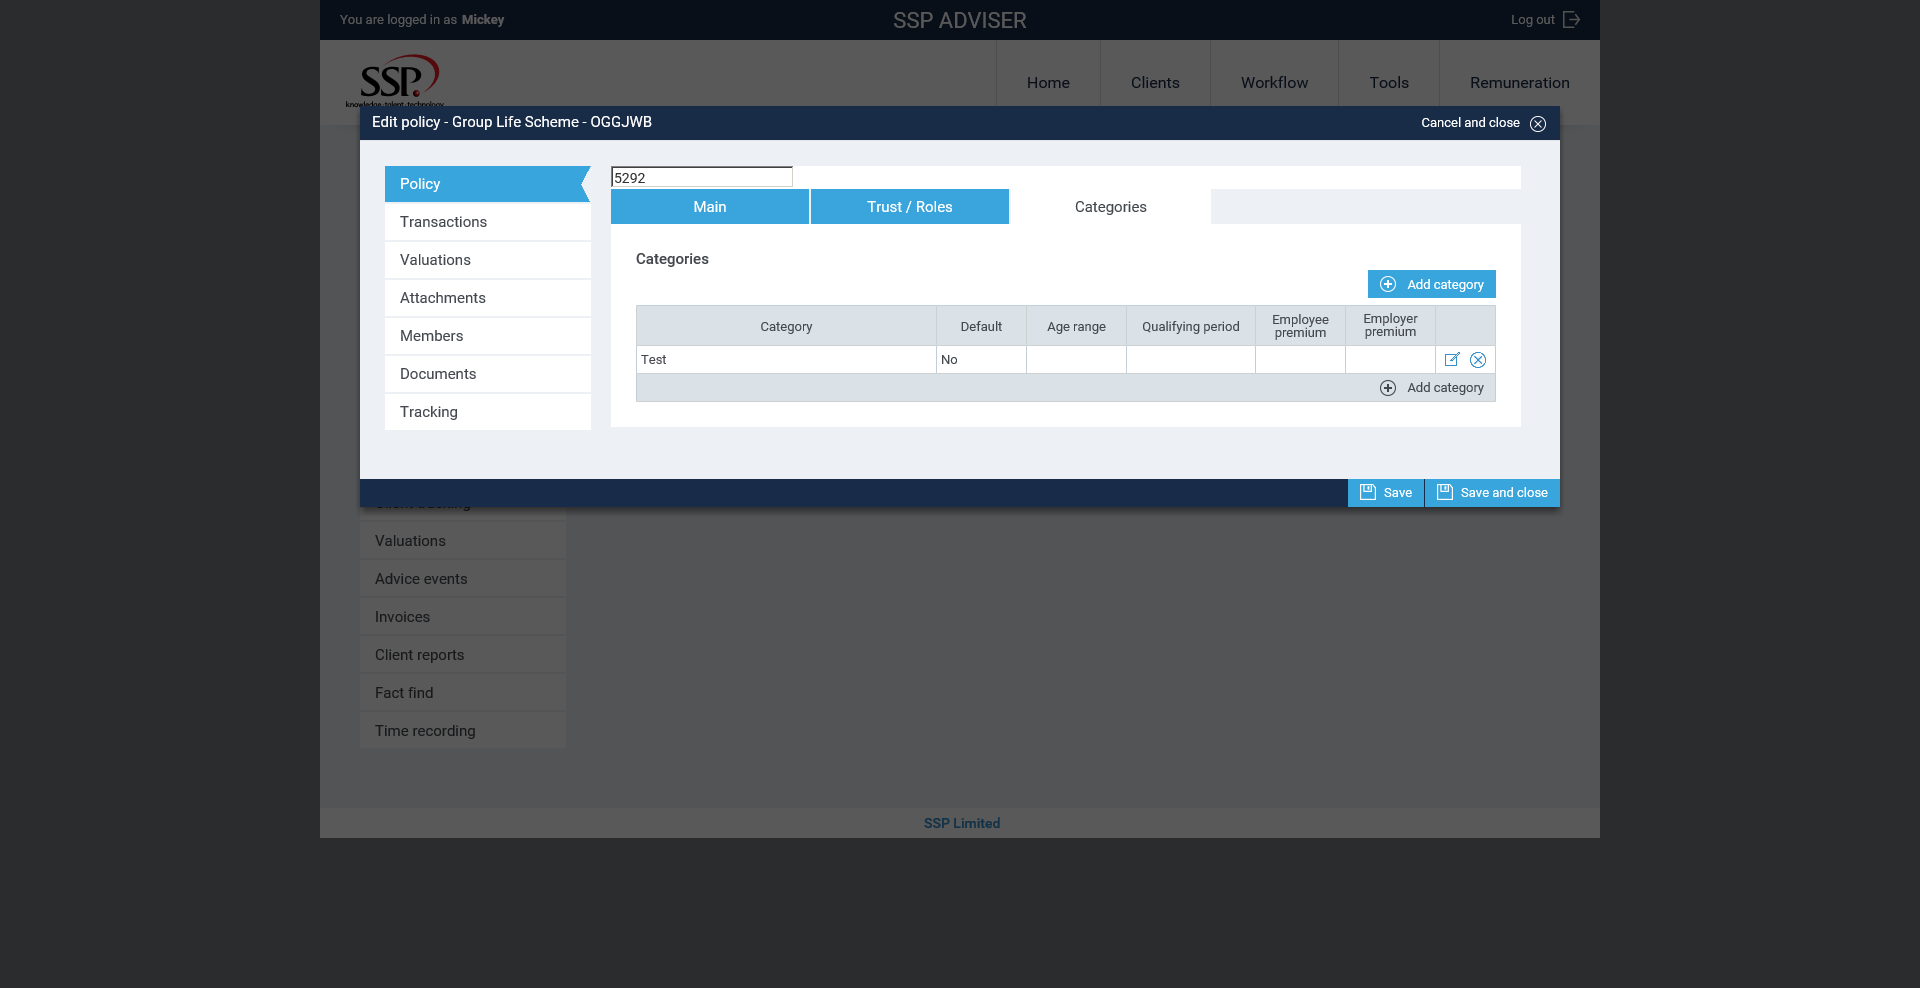 You are logged in as Mickey
SSP ADVISER
Log out
SSP.
knowledge talent technology
Home
Clients
Workflow
Tools
Remuneration
Edit policy - Group Life Scheme - OGGJWB
Cancel and close
Policy
Transactions
Valuations
Attachments
Members
Documents
Tracking
5292
Main
Trust / Roles
Categories
Categories
Add category
Category
Default
Age range
Qualifying period
Employee
premium
Employer
premium
Test
No
Add category
Save
Save and close
Valuations
Advice events
Invoices
Client reports
Fact find
Time recording
SSP Limited